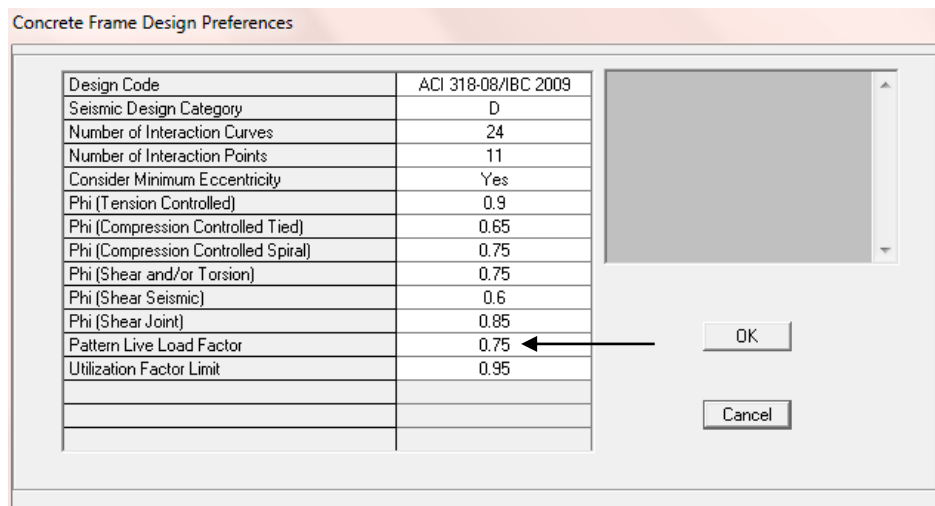 Concrete Frame Design Preferences
Design Code ACI 318-08/IBC 2009
Seismic Design Category D
Number of Interaction Curves 24
Number of Interaction Points 11
Consider Minimum Eccentricity Yes
Phi (Tension Controlled) 0.9
Phi (Compression Controlled Tied) 0.65
Phi (Compression Controlled Spiral) 0.75
Phi (Shear and/or Torsion) 0.75
Phi (Shear Seismic) 0.6
Phi (Shear Joint) 0.85
Pattern Live Load Factor 0.75
Utilization Factor Limit 0.95
OK
Cancel